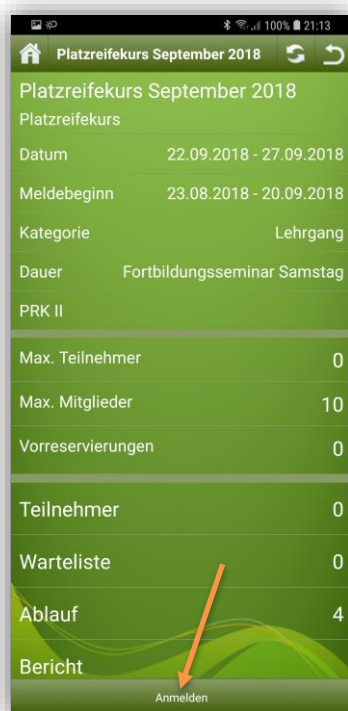 100% 21:13
Platzreifekurs September 2018
Platzreifekurs September 2018
Platzreifekurs
Datum 22.09.2018 - 27.09.2018
Meldebeginn 23.08.2018 - 20.09.2018
Kategorie Lehrgang
Dauer Fortbildungsseminar Samstag
PRK II
Max. Teilnehmer 0
Max. Mitglieder 10
Vorreservierungen 0
Teilnehmer 0
Warteliste 0
Ablauf 4
Bericht
Anmelden